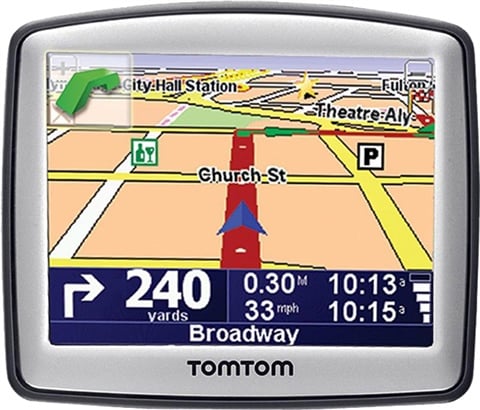 City Hall Station
Fulton
Theatre Aly
P
Church St
240
yards
0.30 M
10:13 a
33 mph
10:15 a
Broadway
TOMTOM